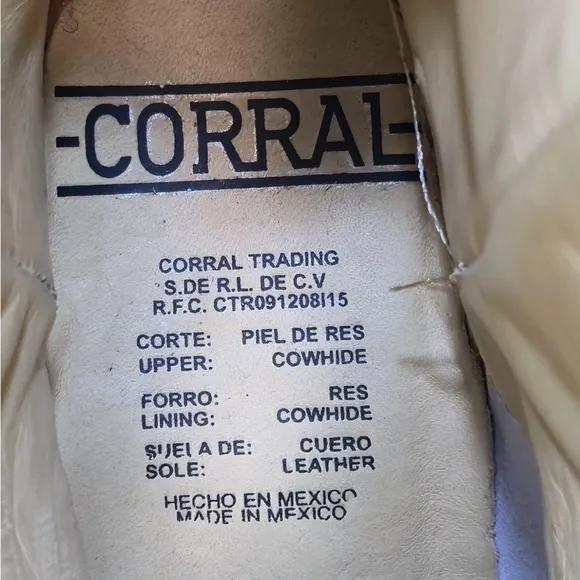 -CORRAL-
CORRAL TRADING
S.DE R.L. DE C.V
R.F.C. CTR091208I15
CORTE: PIEL DE RES
UPPER: COWHIDE
FORRO: RES
LINING: COWHIDE
SUELA DE: CUERO
SOLE: LEATHER
HECHO EN MEXICO
MADE IN MEXICO